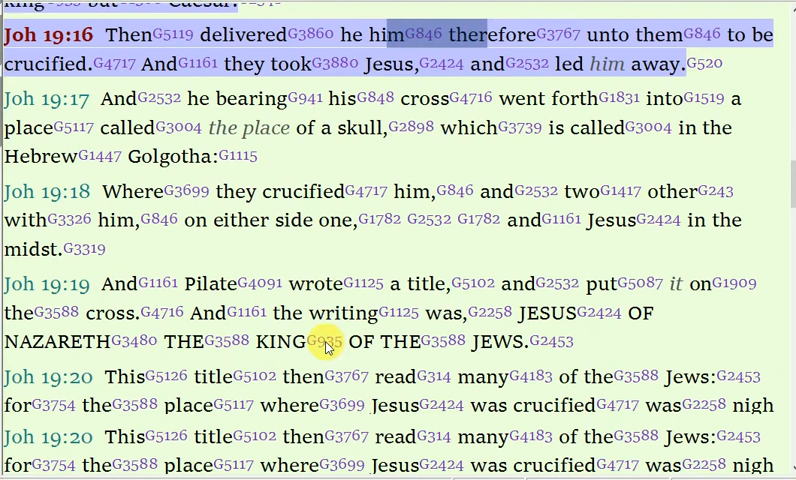 Joh 19:16 ThenG5119 deliveredG3860 he himG846 thereforeG3767 unto themG846 to be
crucified.G4717 AndG1161 they tookG3880 Jesus,G2424 andG2532 led him away.G520
Joh 19:17 AndG2532 he bearingG941 hisG848 crossG4716 went forthG1831 intoG1519 a
placeG5117 calledG3004 the place of a skull,G2898 whichG3739 is calledG3004 in the
HebrewG1447 Golgotha:G1115
Joh 19:18 WhereG3699 they crucifiedG4717 him,G846 andG2532 twoG1417 otherG243
withG3326 him,G846 on either side one,G1782 G2532 G1782 andG1161 JesusG2424 in the
midst.G3319
Joh 19:19 AndG1161 PilateG4091 wroteG1125 a title,G5102 andG2532 putG5087 it onG1909
theG3588 cross.G4716 AndG1161 the writingG1125 was,G2258 JESUSG2424 OF
NAZARETHG3480 THEG3588 KINGG935 OF THEG3588 JEWS.G2453
Joh 19:20 ThisG5126 titleG5102 thenG3767 readG314 manyG4183 of theG3588 Jews:G2453
forG3754 theG3588 placeG5117 whereG3699 JesusG2424 was crucifiedG4717 wasG2258 nigh
Joh 19:20 ThisG5126 titleG5102 thenG3767 readG314 manyG4183 of theG3588 Jews:G2453
forG3754 theG3588 placeG5117 whereG3699 JesusG2424 was crucifiedG4717 wasG2258 nigh